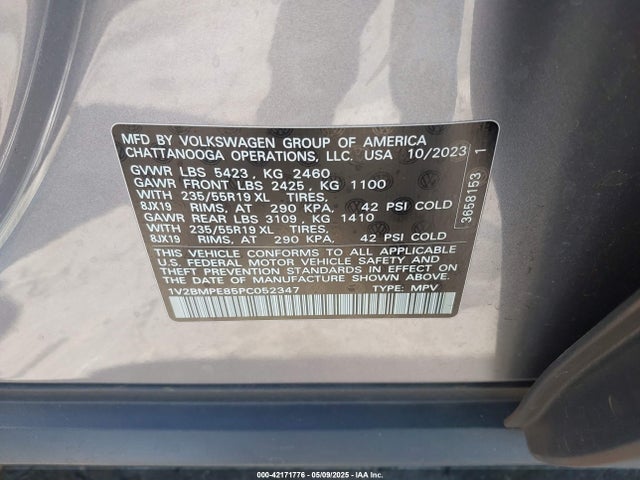 MFD BY VOLKSWAGEN GROUP OF AMERICA
CHATTANOOGA OPERATIONS, LLC. USA 10/2023
GVWR LBS 5423 , KG 2460
GAWR FRONT LBS 2425 , KG 1100
WITH 235/55R19 XL TIRES,
8JX19 RIMS, AT 290 KPA, 42 PSI COLD
GAWR REAR LBS 3109 , KG 1410
WITH 235/55R19 XL TIRES,
8JX19 RIMS, AT 290 KPA, 42 PSI COLD
THIS VEHICLE CONFORMS TO ALL APPLICABLE
U.S. FEDERAL MOTOR VEHICLE SAFETY AND
THEFT PREVENTION STANDARDS IN EFFECT ON
THE DATE OF MANUFACTURE SHOWN ABOVE.
1V2BMPE85PC052347 TYPE: MPV
3658153 1
000-42171776 - 05/09/2025 - IAA Inc.